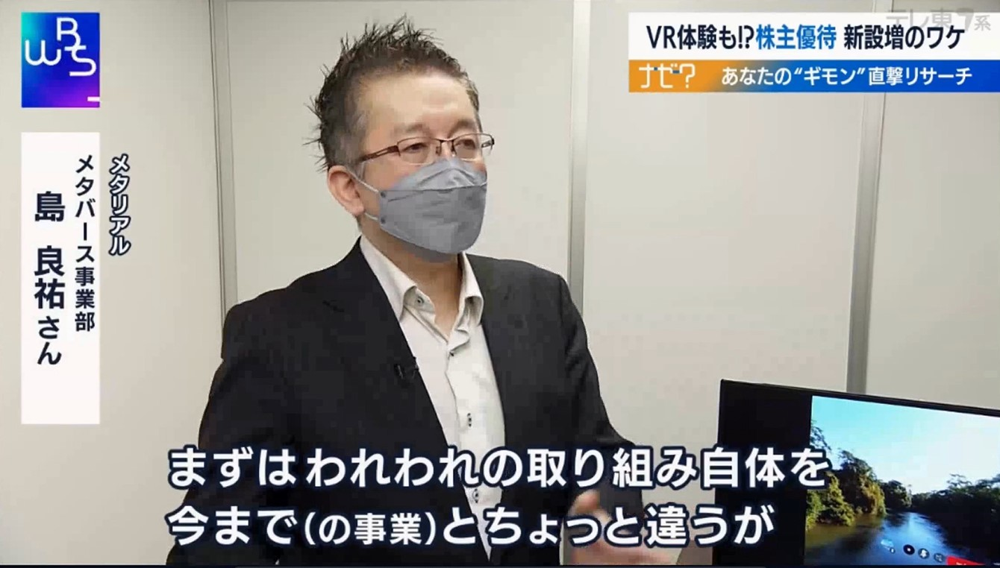 WBS
テレ東7系
VR体験も!?株主優待 新設増のワケ
ナゼ? あなたの“ギモン”直撃リサーチ
メタリアル
メタバース事業部
島 良祐さん
まずはわれわれの取り組み自体を
今まで(の事業)とちょっと違うが